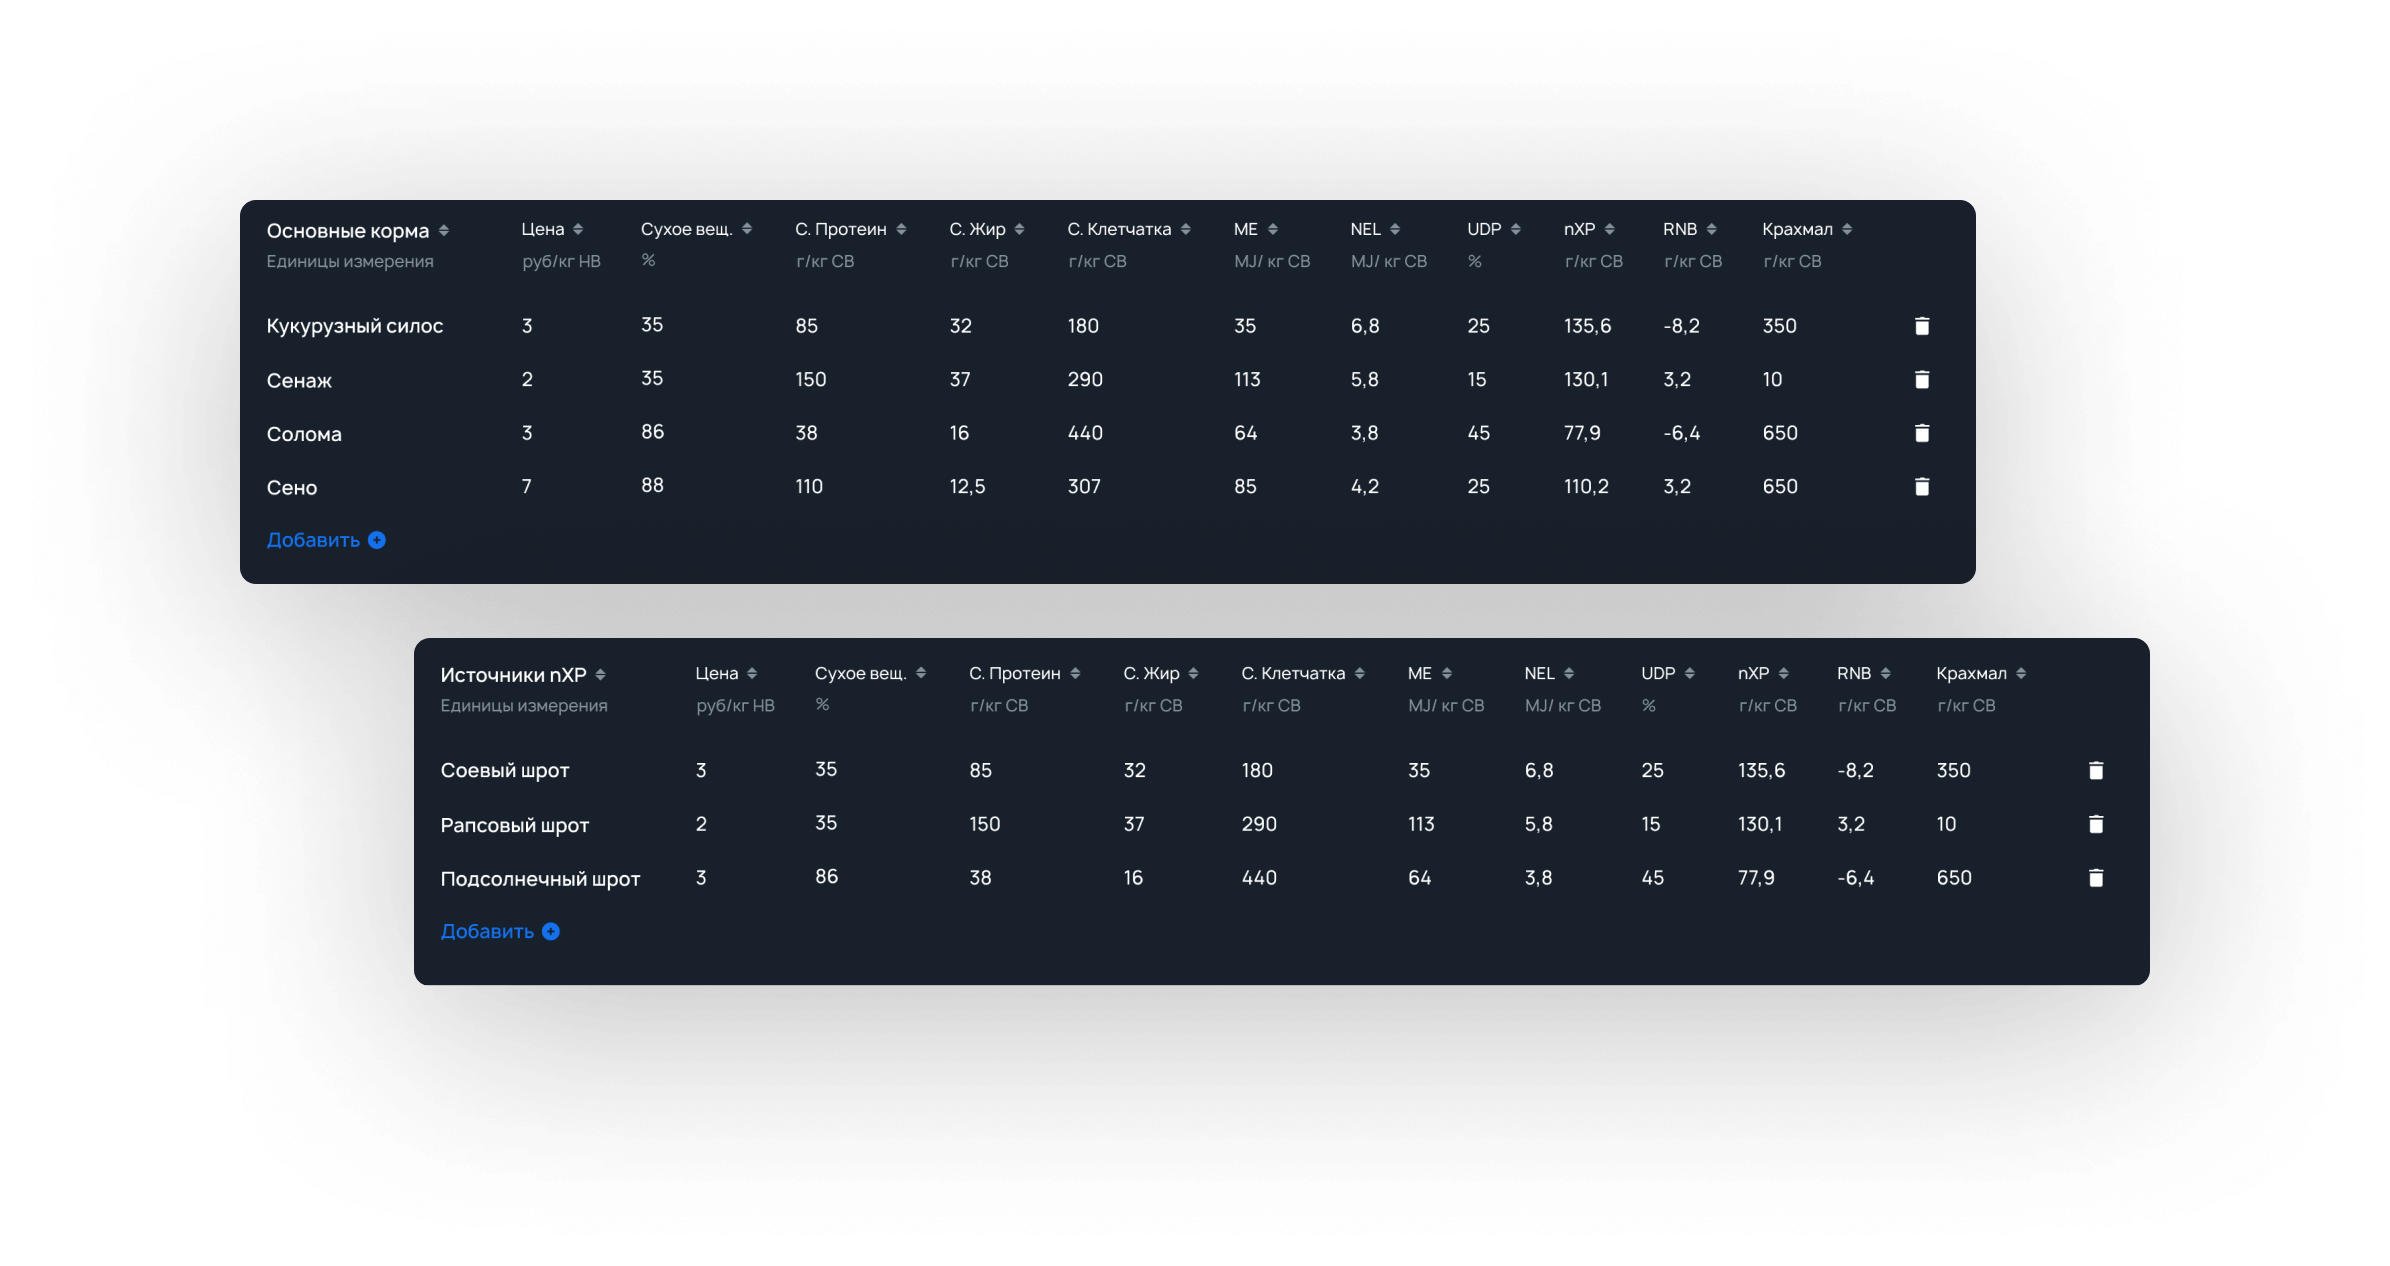 Основные корма Цена Сухое вещ. С. Протеин С. Жир С. Клетчатка ME NEL UDP nXP RNB Крахмал
Единицы измерения руб/кг НВ % г/кг СВ г/кг СВ г/кг СВ MJ/ кг СВ MJ/ кг СВ % г/кг СВ г/кг СВ г/кг СВ
Кукурузный силос 3 35 85 32 180 35 6,8 25 135,6 -8,2 350
Сенаж 2 35 150 37 290 113 5,8 15 130,1 3,2 10
Солома 3 86 38 16 440 64 3,8 45 77,9 -6,4 650
Сено 7 88 110 12,5 307 85 4,2 25 110,2 3,2 650
Добавить
Источники nXP Цена Сухое вещ. С. Протеин С. Жир С. Клетчатка ME NEL UDP nXP RNB Крахмал
Единицы измерения руб/кг НВ % г/кг СВ г/кг СВ г/кг СВ MJ/ кг СВ MJ/ кг СВ % г/кг СВ г/кг СВ г/кг СВ
Соевый шрот 3 35 85 32 180 35 6,8 25 135,6 -8,2 350
Рапсовый шрот 2 35 150 37 290 113 5,8 15 130,1 3,2 10
Подсолнечный шрот 3 86 38 16 440 64 3,8 45 77,9 -6,4 650
Добавить